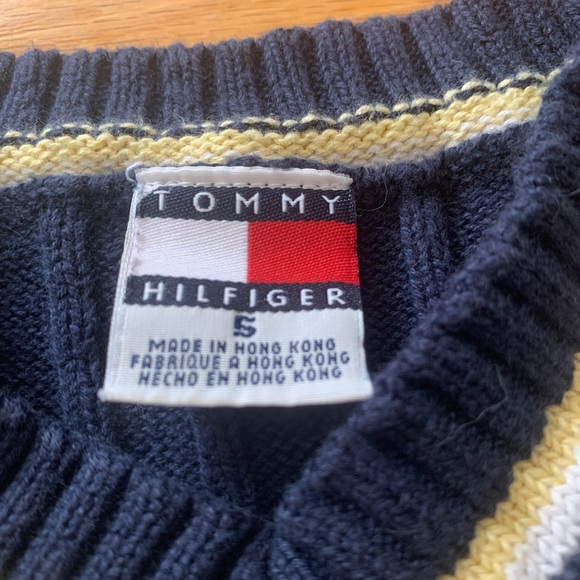 TOMMY
HILFIGER
S
MADE IN HONG KONG
FABRIQUE A HONG KONG
HECHO EN HONG KONG